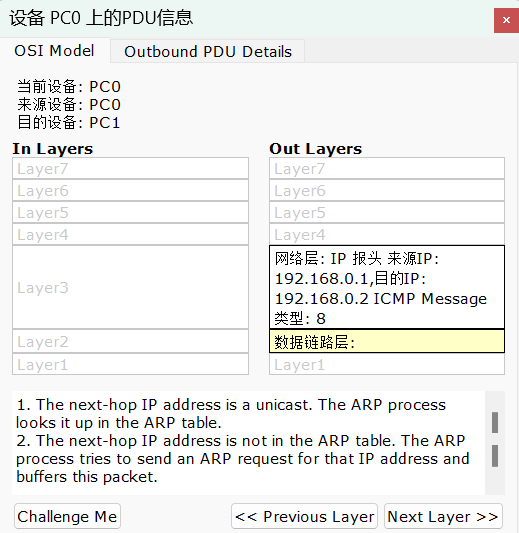 设备 PC0 上的PDU信息
OSI Model
Outbound PDU Details
当前设备: PC0
来源设备: PC0
目的设备: PC1
In Layers
Layer7
Layer6
Layer5
Layer4
Layer3
Layer2
Layer1
Out Layers
Layer7
Layer6
Layer5
Layer4
网络层: IP 报头 来源IP:
192.168.0.1,目的IP:
192.168.0.2 ICMP Message
类型: 8
数据链路层:
Layer1
1. The next-hop IP address is a unicast. The ARP process
looks it up in the ARP table.
2. The next-hop IP address is not in the ARP table. The ARP
process tries to send an ARP request for that IP address and
buffers this packet.
Challenge Me
<< Previous Layer
Next Layer >>